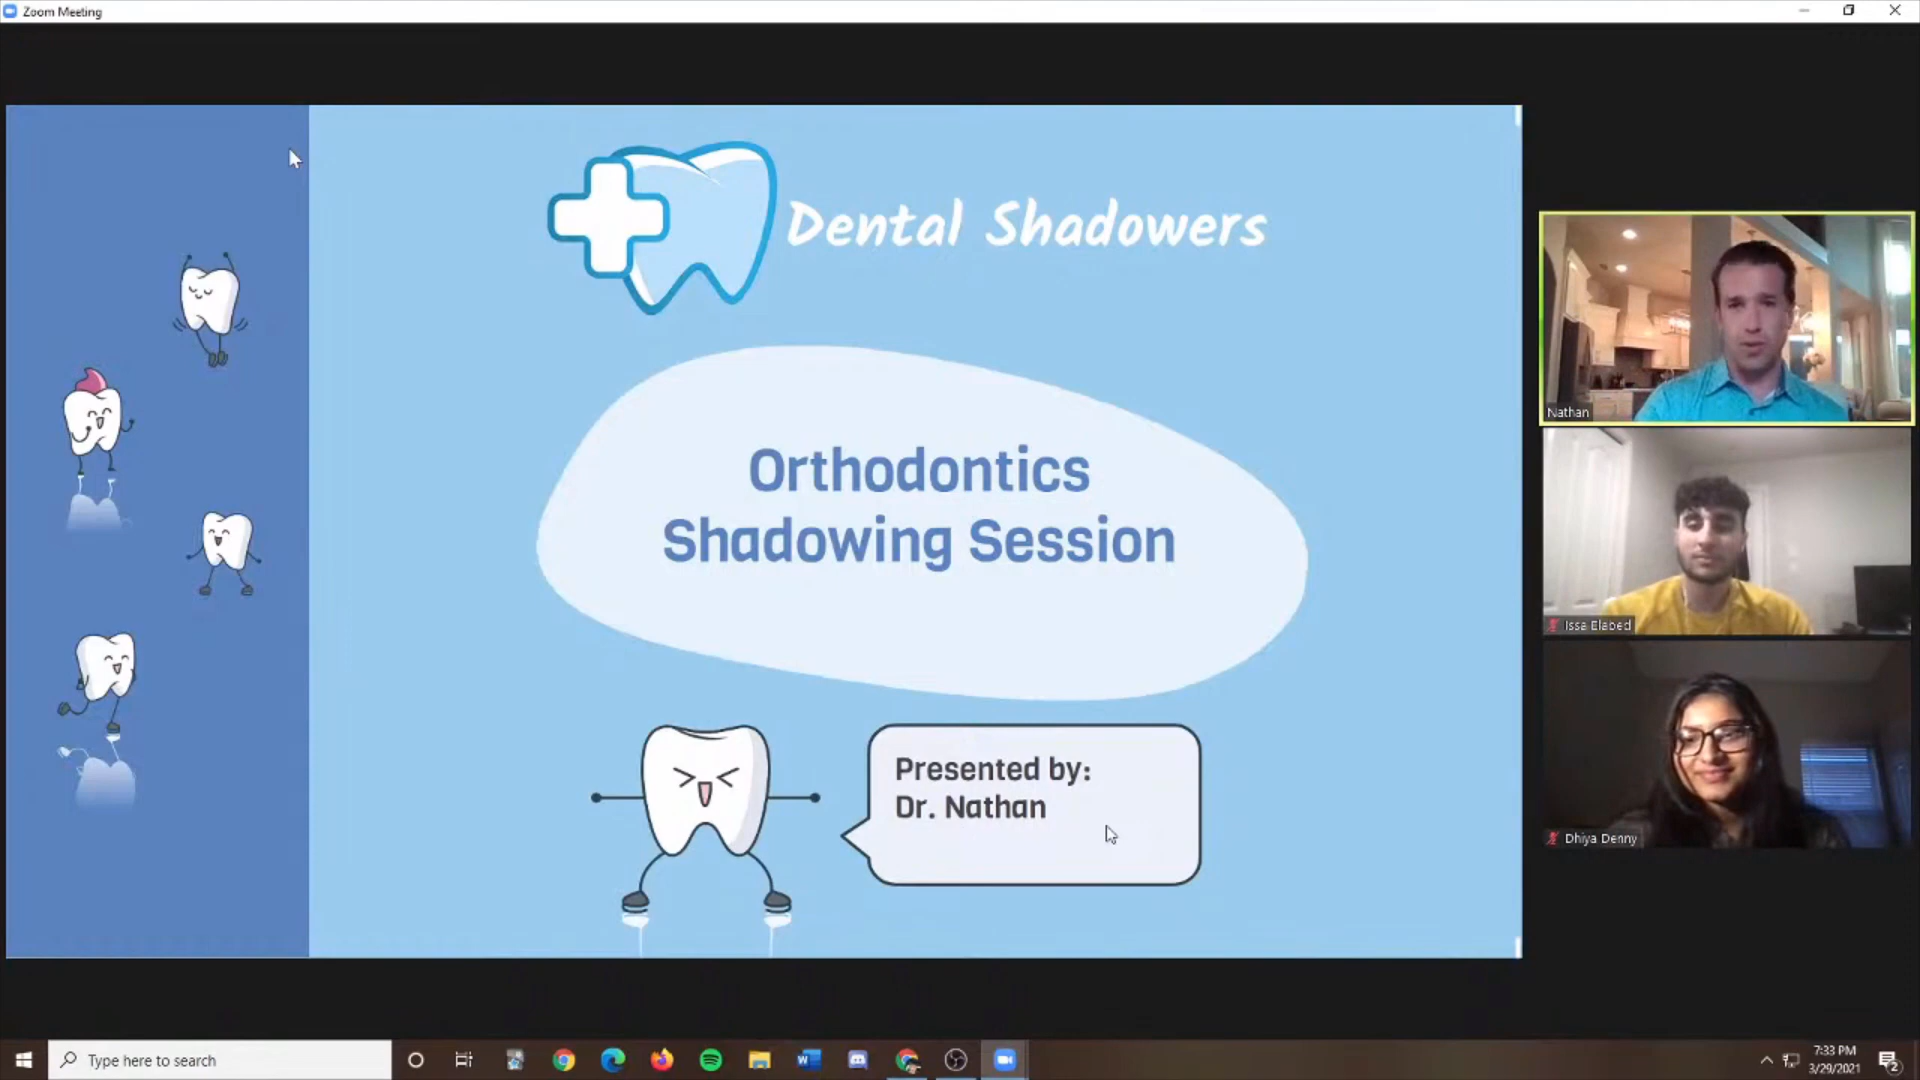 Zoom Meeting
Dental Shadowers
Orthodontics
Shadowing Session
Presented by:
Dr. Nathan
Nathan
Issa Elabed
Dhiya Denny
Type here to search
7:33 PM
3/29/2021
2